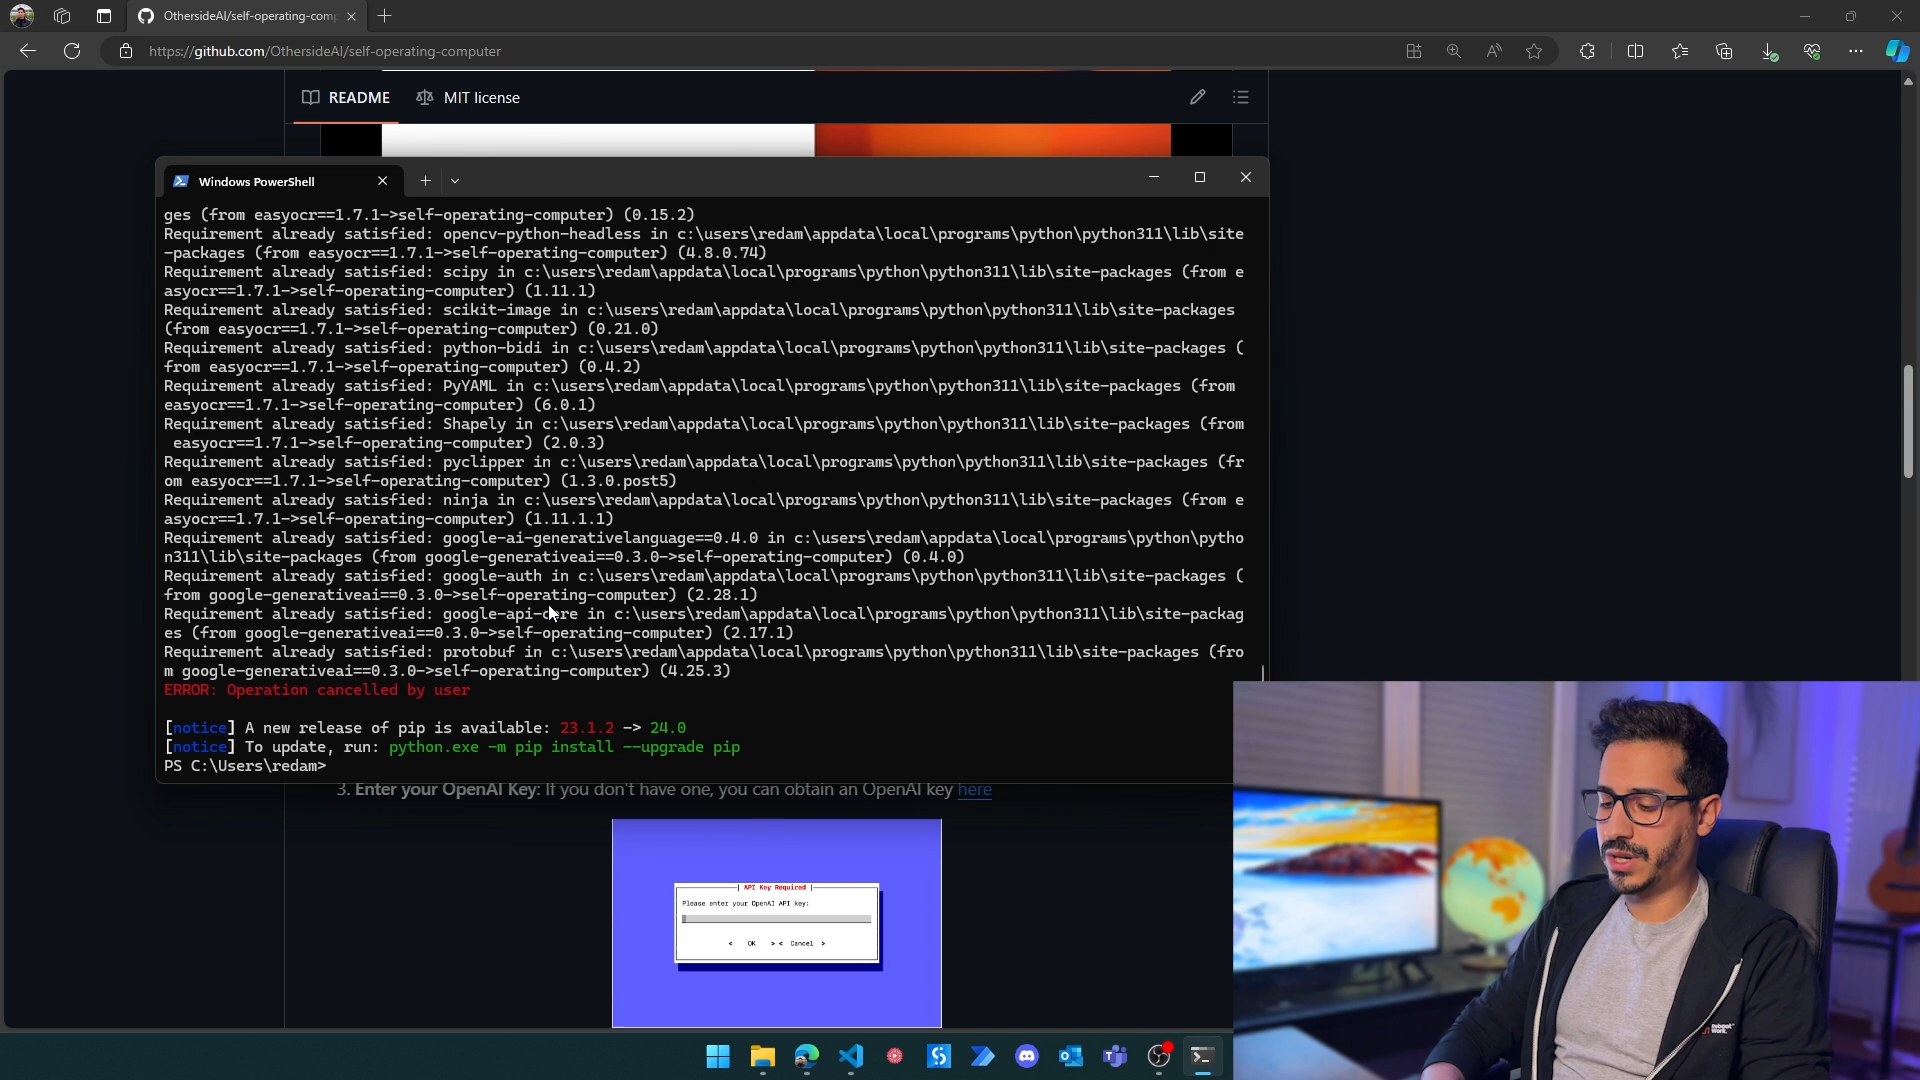 OthersideAI/self-operating-com
https://github.com/OthersideAI/self-operating-computer
README
MIT license
Windows PowerShell
ges (from easyocr==1.7.1->self-operating-computer) (0.15.2)
Requirement already satisfied: opencv-python-headless in c:\users\redam\appdata\local\programs\python\python311\lib\site
-packages (from easyocr==1.7.1->self-operating-computer) (4.8.0.74)
Requirement already satisfied: scipy in c:\users\redam\appdata\local\programs\python\python311\lib\site-packages (from e
asyocr==1.7.1->self-operating-computer) (1.11.1)
Requirement already satisfied: scikit-image in c:\users\redam\appdata\local\programs\python\python311\lib\site-packages
(from easyocr==1.7.1->self-operating-computer) (0.21.0)
Requirement already satisfied: python-bidi in c:\users\redam\appdata\local\programs\python\python311\lib\site-packages (
from easyocr==1.7.1->self-operating-computer) (0.4.2)
Requirement already satisfied: PyYAML in c:\users\redam\appdata\local\programs\python\python311\lib\site-packages (from
easyocr==1.7.1->self-operating-computer) (6.0.1)
Requirement already satisfied: Shapely in c:\users\redam\appdata\local\programs\python\python311\lib\site-packages (from
easyocr==1.7.1->self-operating-computer) (2.0.3)
Requirement already satisfied: pyclipper in c:\users\redam\appdata\local\programs\python\python311\lib\site-packages (fr
om easyocr==1.7.1->self-operating-computer) (1.3.0.post5)
Requirement already satisfied: ninja in c:\users\redam\appdata\local\programs\python\python311\lib\site-packages (from e
asyocr==1.7.1->self-operating-computer) (1.11.1.1)
Requirement already satisfied: google-ai-generativelanguage==0.4.0 in c:\users\redam\appdata\local\programs\python\pytho
n311\lib\site-packages (from google-generativeai==0.3.0->self-operating-computer) (0.4.0)
Requirement already satisfied: google-auth in c:\users\redam\appdata\local\programs\python\python311\lib\site-packages (
from google-generativeai==0.3.0->self-operating-computer) (2.28.1)
Requirement already satisfied: google-api-core in c:\users\redam\appdata\local\programs\python\python311\lib\site-packag
es (from google-generativeai==0.3.0->self-operating-computer) (2.17.1)
Requirement already satisfied: protobuf in c:\users\redam\appdata\local\programs\python\python311\lib\site-packages (fro
m google-generativeai==0.3.0->self-operating-computer) (4.25.3)
ERROR: Operation cancelled by user
[notice] A new release of pip is available: 23.1.2 -> 24.0
[notice] To update, run: python.exe -m pip install --upgrade pip
PS C:\Users\redam>
3. Enter your OpenAI Key: If you don't have one, you can obtain an OpenAI key here
API Key Required
Please enter your OpenAI API key:
< OK > < Cancel >